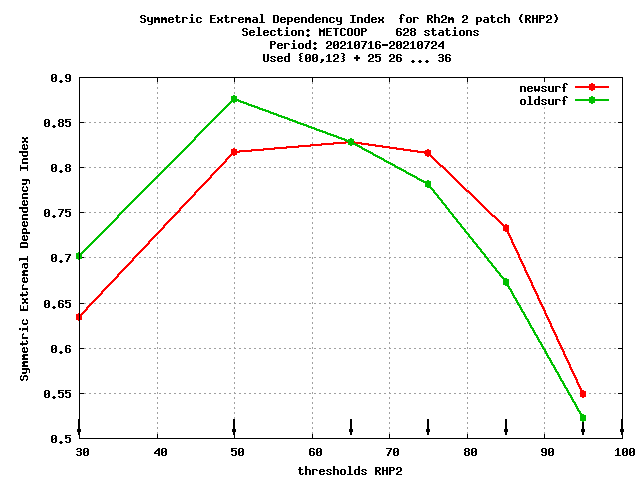 Symmetric Extremal Dependency Index  for Rh2m 2 patch (RHP2)
Selection: METCOOP    628 stations
Period: 20210716-20210724
Used {00,12} + 25 26 ... 36
newsurf
oldsurf
0.9
0.85
0.8
0.75
0.7
0.65
0.6
0.55
0.5
Symmetric Extremal Dependency Index
30 40 50 60 70 80 90 100
thresholds RHP2